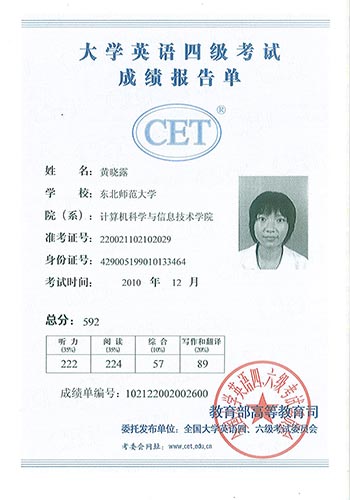 大学英语四级考试
成绩报告单
CET®
姓 名：黄晓露
学 校：东北师范大学
院（系）：计算机科学与信息技术学院
准考证号：220021102102029
身份证号：429005199010133464
考试时间： 2010 年 12 月
总分：592
听力 阅读 综合 写作和翻译
(35%) (35%) (10%) (20%)
222 224 57 89
成绩单编号：102122002002600
教育部高等教育司
委托发布单位：全国大学英语四、六级考试委员会
考委会网址：www.cet.edu.cn
全国大学英语四、六级考试委员会